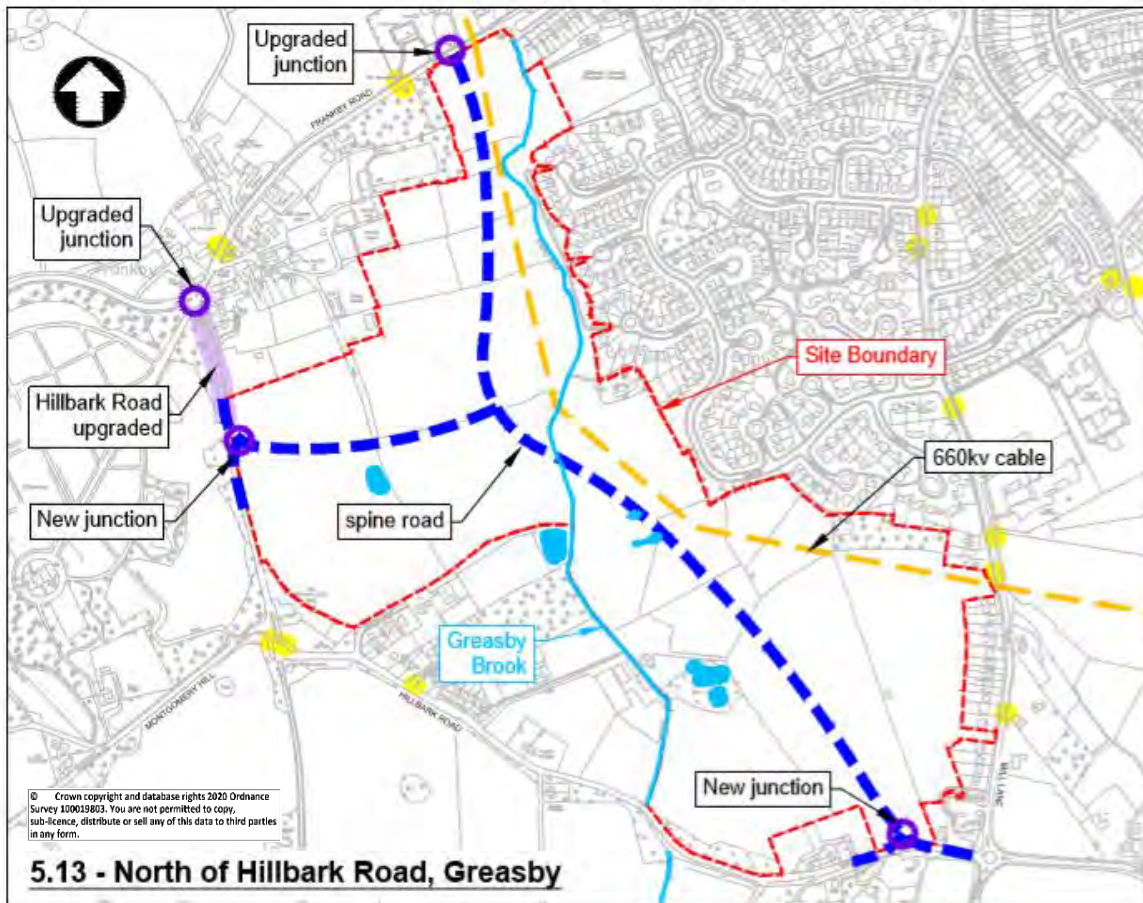 Upgraded
junction
FRANKBY ROAD
Upgraded
junction
Frankby
Site Boundary
Hillbark Road
upgraded
660kv cable
New junction
spine road
Greasby
Brook
MONTGOMERY HILL
HILLBARK ROAD
MILL LANE
New junction
© Crown copyright and database rights 2020 Ordnance
Survey 100019803. You are not permitted to copy,
sub-licence, distribute or sell any of this data to third parties
in any form.
5.13 - North of Hillbark Road, Greasby